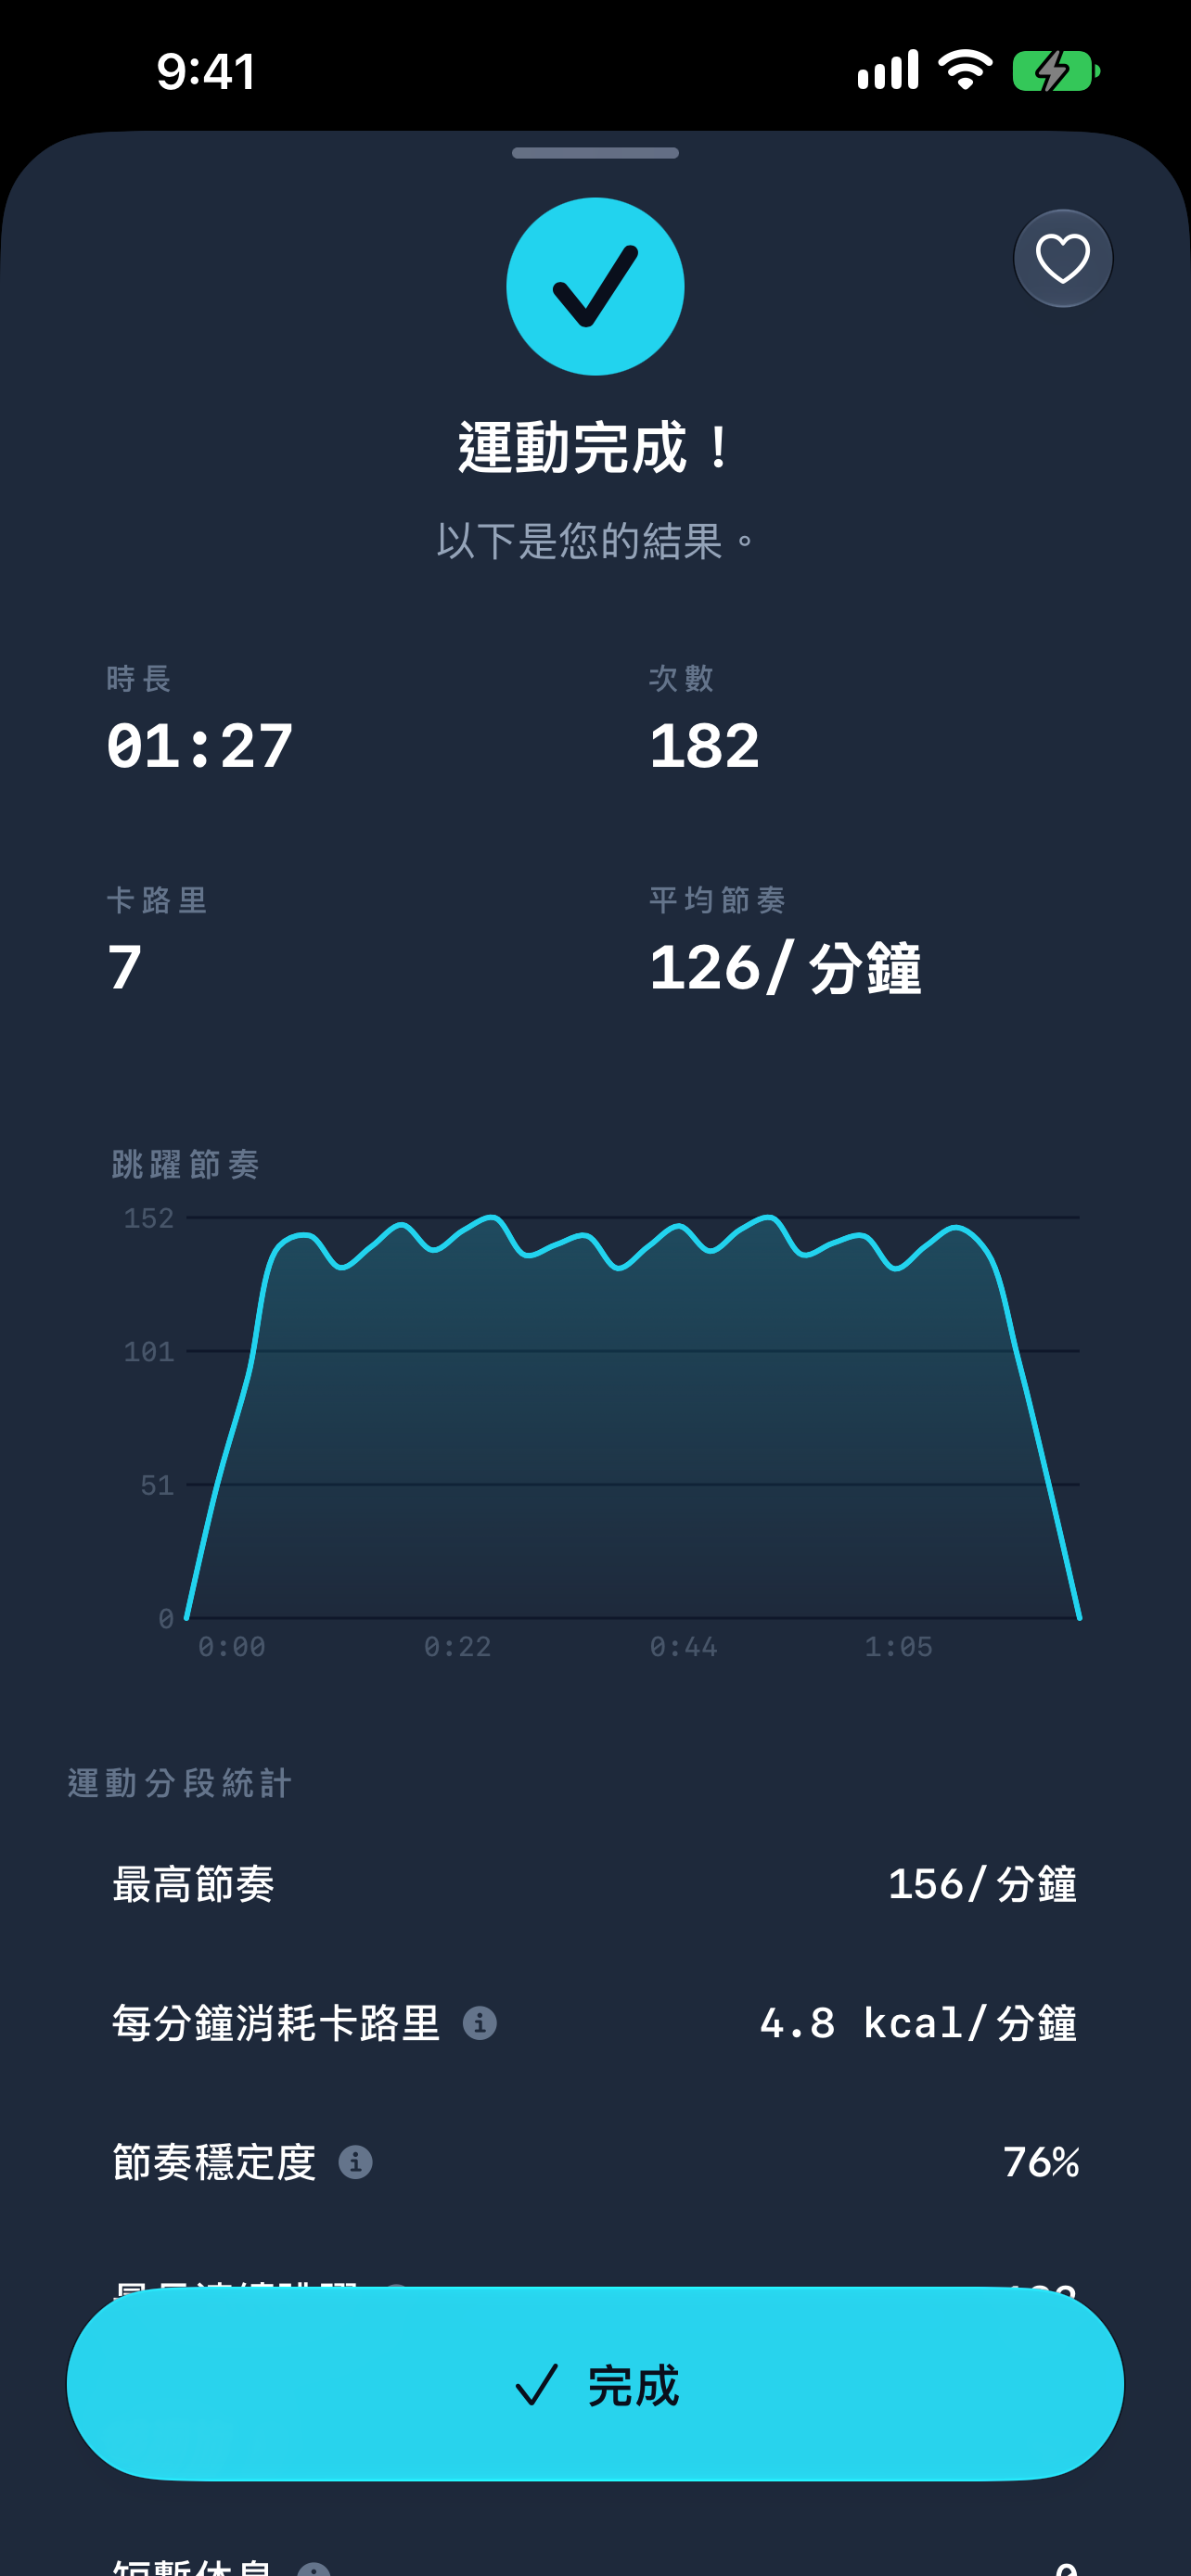 9:41
運動完成！
以下是您的結果。
時長
次數
01:27
182
卡路里
平均節奏
7
126/分鐘
跳躍節奏
152
101
51
0
0:00 0:22 0:44 1:05
運動分段統計
最高節奏 156/分鐘
每分鐘消耗卡路里 4.8 kcal/分鐘
節奏穩定度 76%
完成